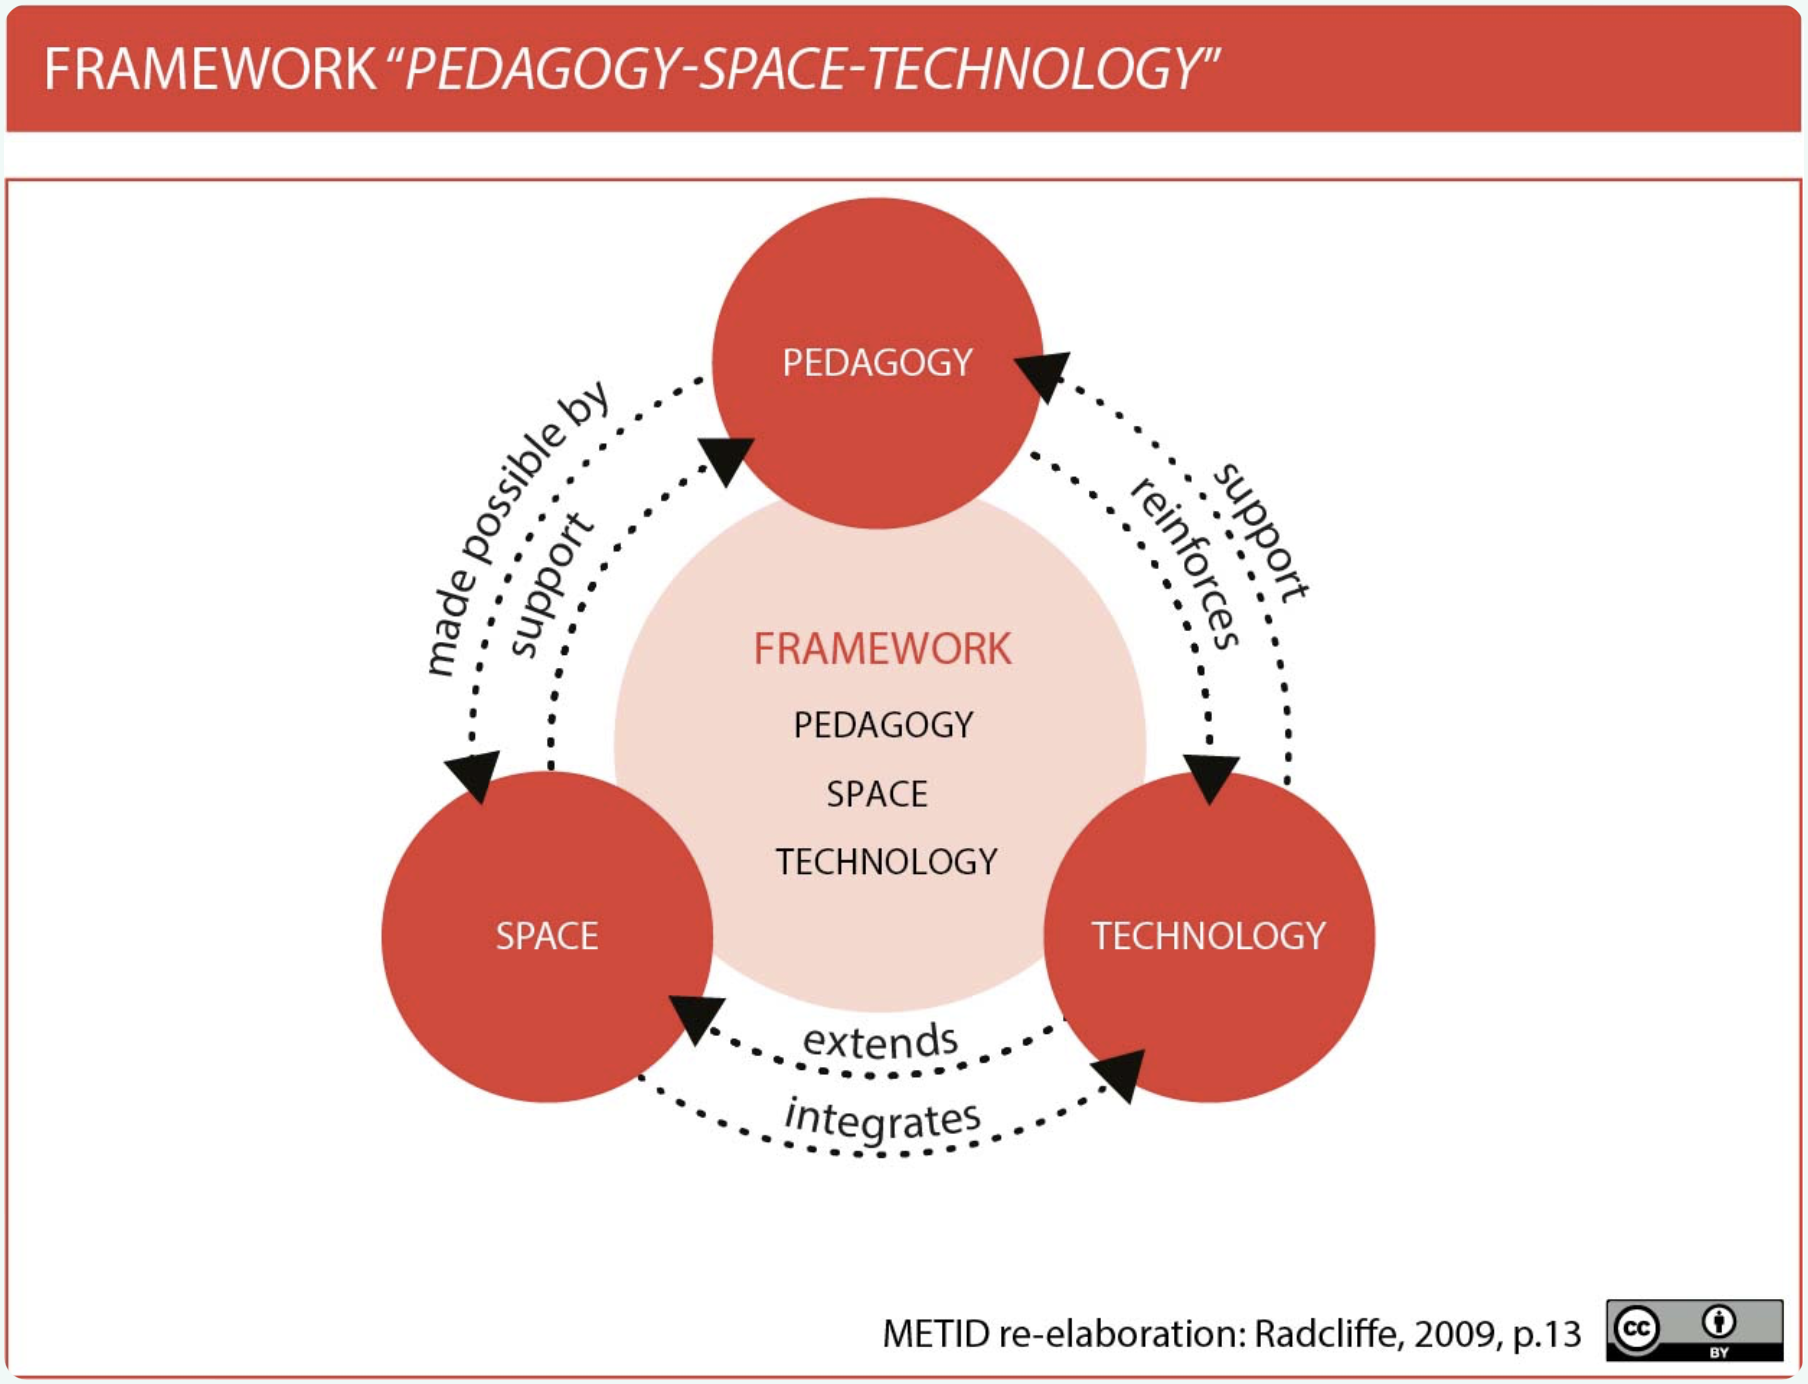 FRAMEWORK “PEDAGOGY-SPACE-TECHNOLOGY”
PEDAGOGY
made possible by
support
reinforces
support
FRAMEWORK
PEDAGOGY
SPACE
TECHNOLOGY
SPACE
TECHNOLOGY
extends
integrates
METID re-elaboration: Radcliffe, 2009, p.13
cc
BY